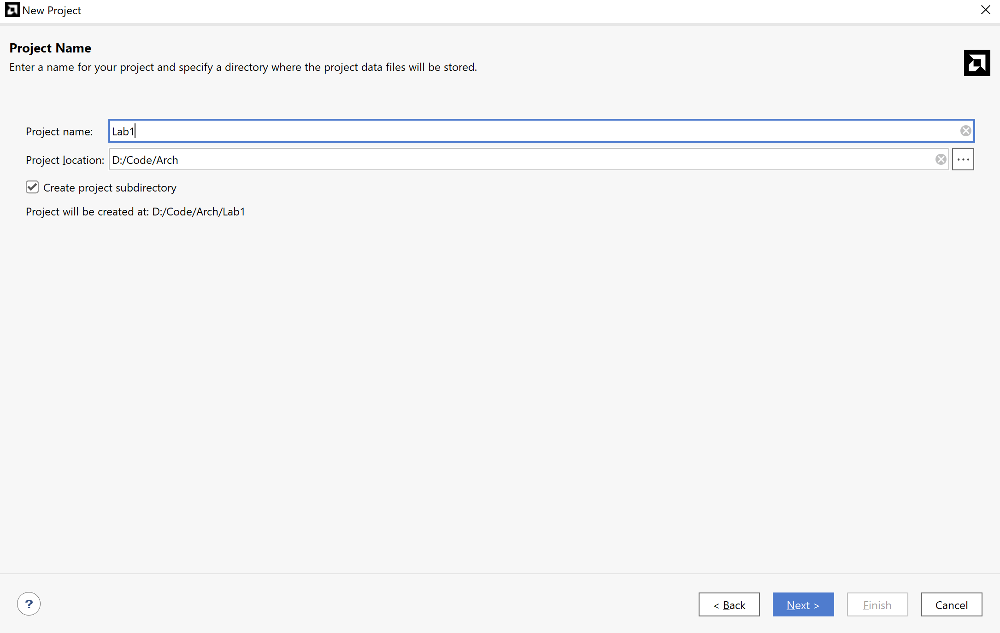 New Project
Project Name
Enter a name for your project and specify a directory where the project data files will be stored.
Project name: Lab1
Project location: D:/Code/Arch
...
Create project subdirectory
Project will be created at: D:/Code/Arch/Lab1
? < Back Next > Finish Cancel